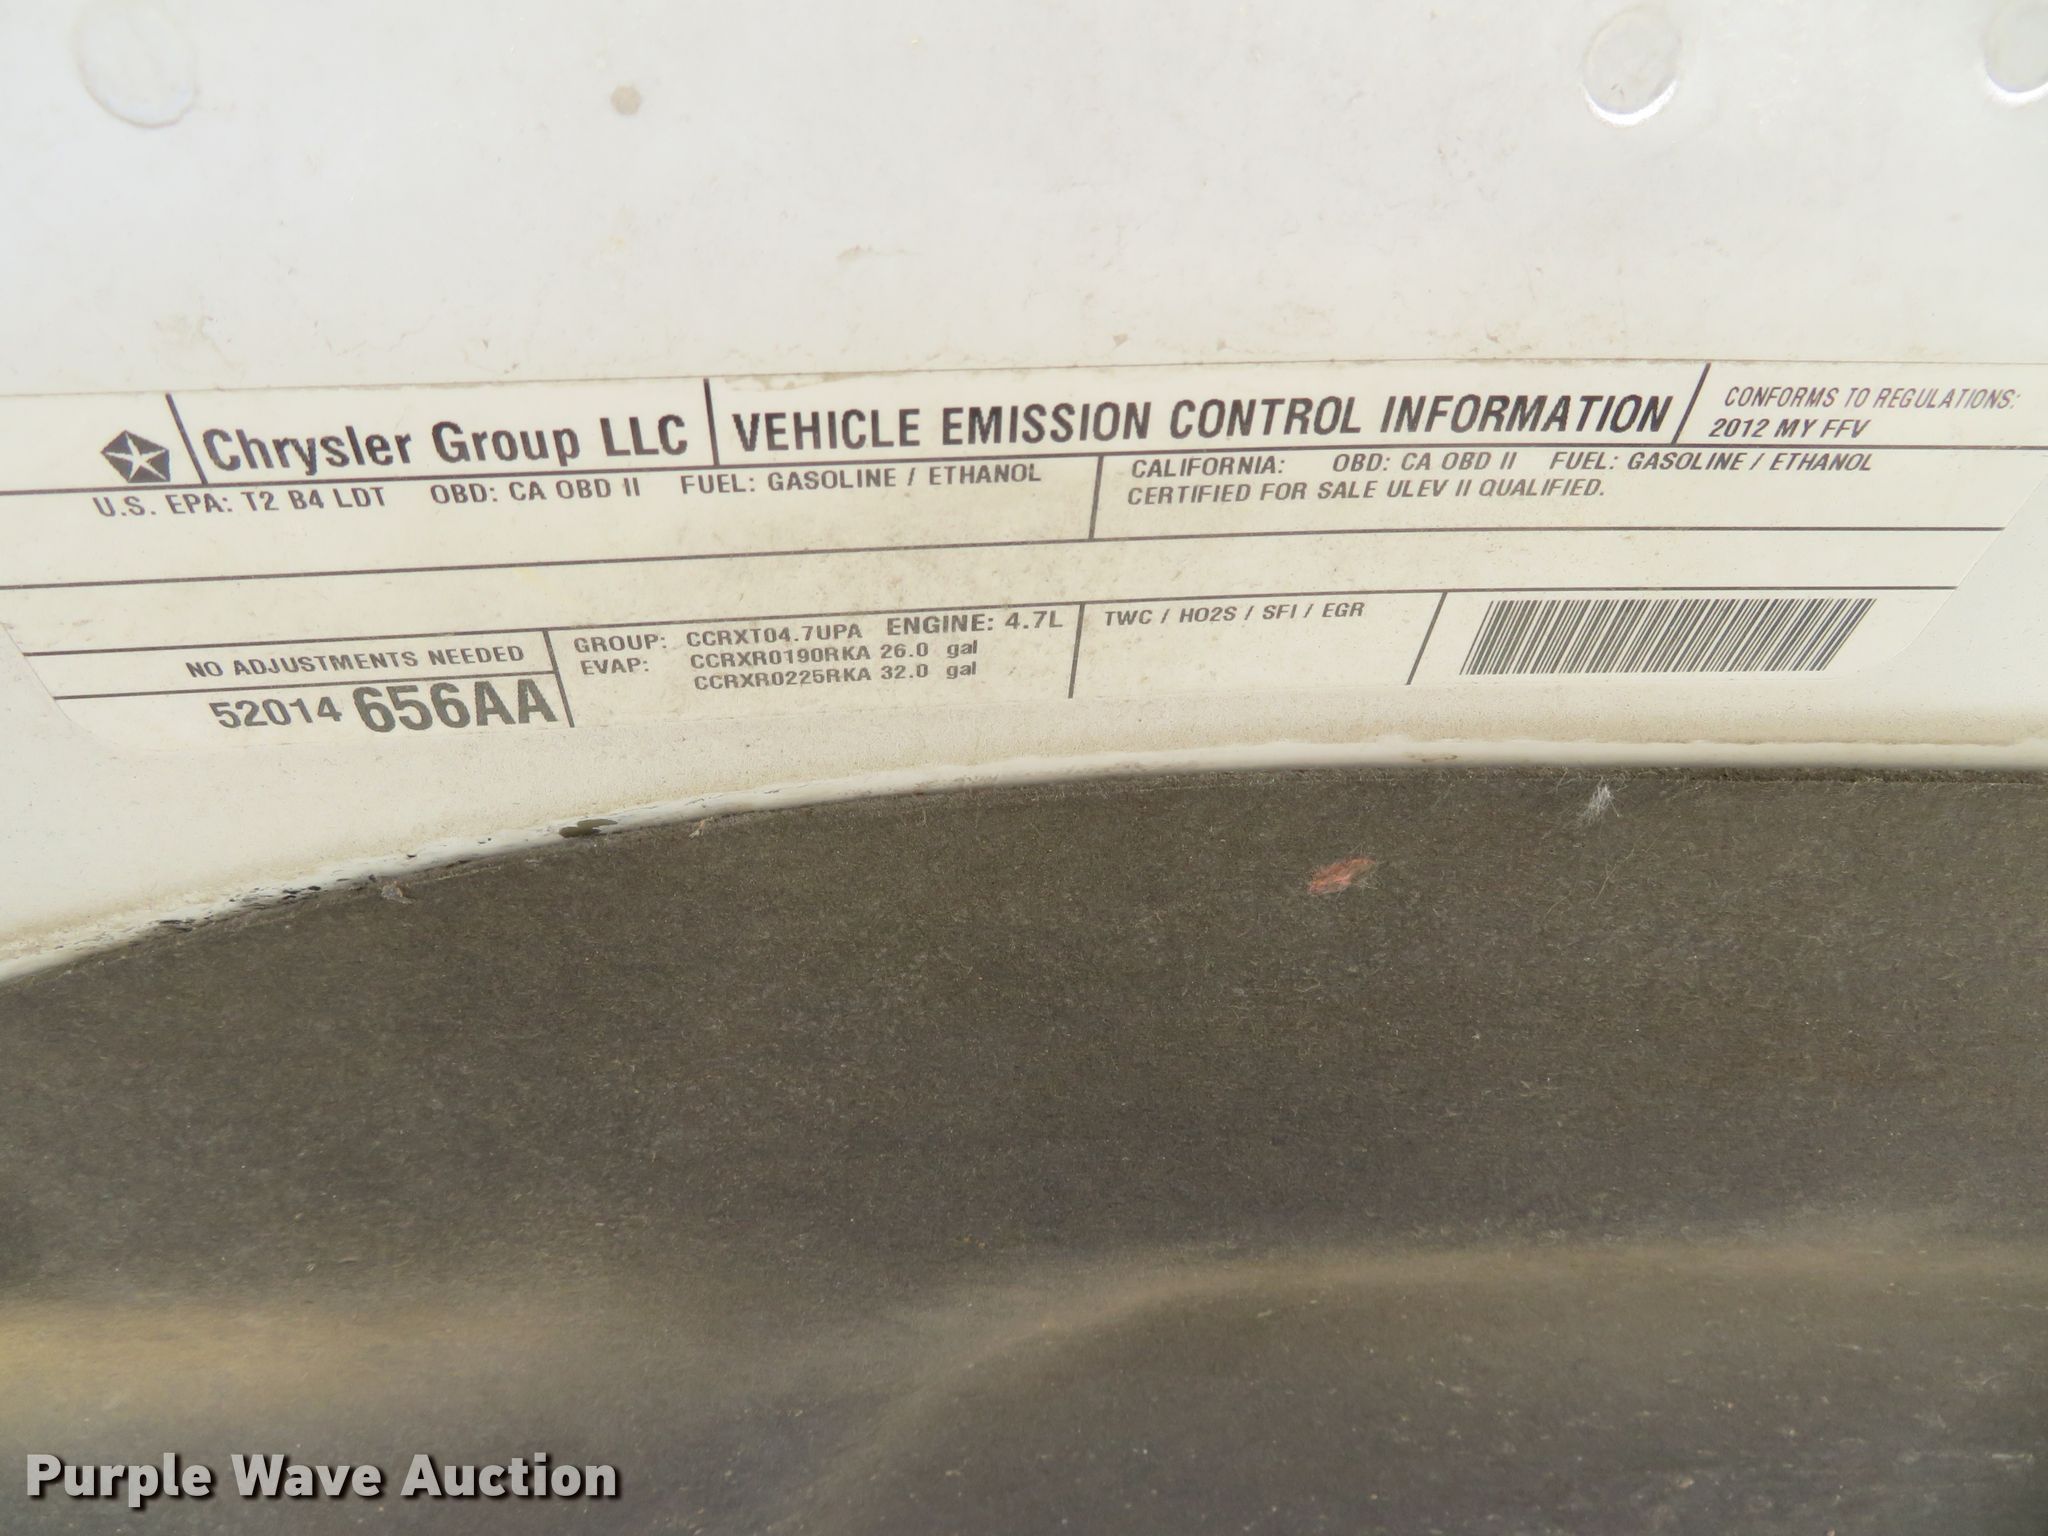 Chrysler Group LLC
VEHICLE EMISSION CONTROL INFORMATION
CONFORMS TO REGULATIONS:
2012 MY FFV
U.S. EPA: T2 B4 LDT OBD: CA OBD II FUEL: GASOLINE / ETHANOL
CALIFORNIA: OBD: CA OBD II FUEL: GASOLINE / ETHANOL
CERTIFIED FOR SALE ULEV II QUALIFIED.
NO ADJUSTMENTS NEEDED
52014 656AA
GROUP: CCRXT04.7UPA ENGINE: 4.7L
EVAP: CCRXR0190RKA 26.0 gal
CCRXR0225RKA 32.0 gal
TWC / HO2S / SFI / EGR
Purple Wave Auction